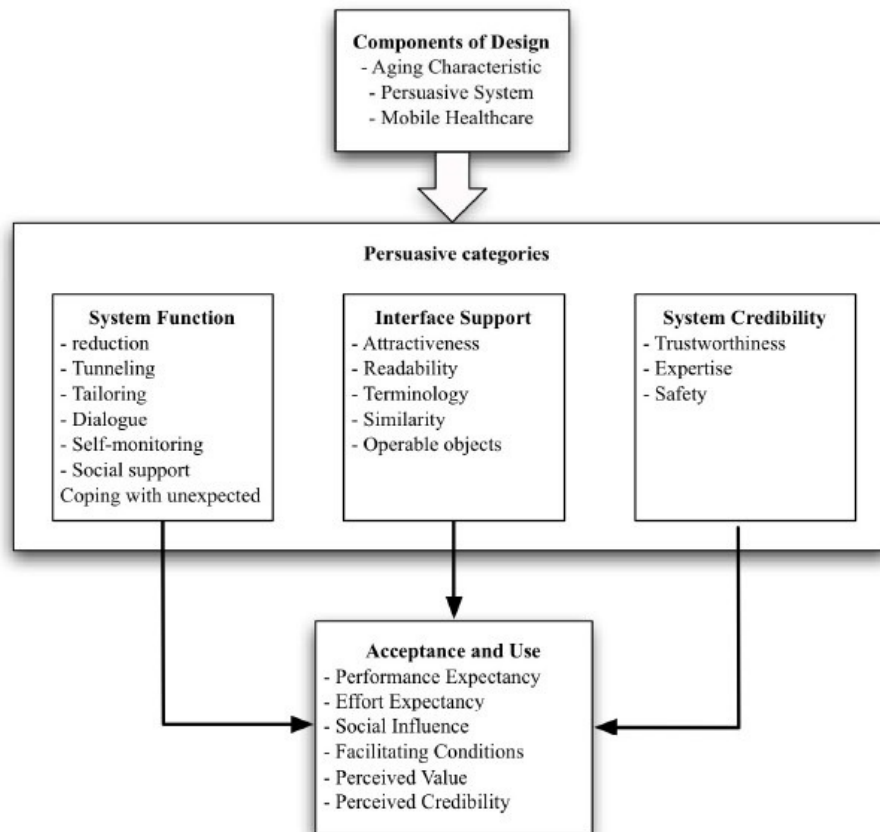 Components of Design
- Aging Characteristic
- Persuasive System
- Mobile Healthcare
Persuasive categories
System Function
- reduction
- Tunneling
- Tailoring
- Dialogue
- Self-monitoring
- Social support
Coping with unexpected
Interface Support
- Attractiveness
- Readability
- Terminology
- Similarity
- Operable objects
System Credibility
- Trustworthiness
- Expertise
- Safety
Acceptance and Use
- Performance Expectancy
- Effort Expectancy
- Social Influence
- Facilitating Conditions
- Perceived Value
- Perceived Credibility